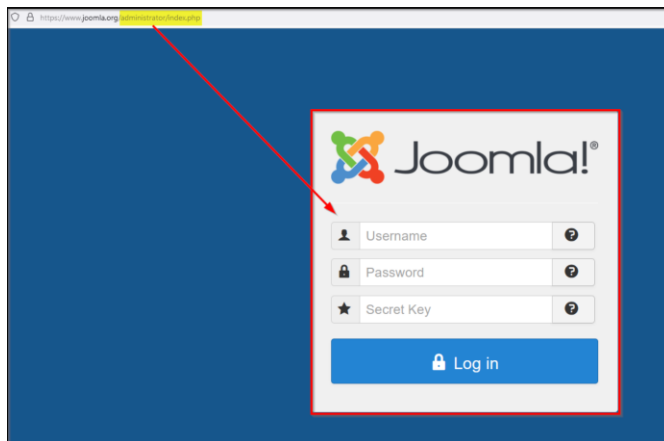 https://www.joomla.org/administrator/index.php
Joomla!®
Username
Password
Secret Key
Log in